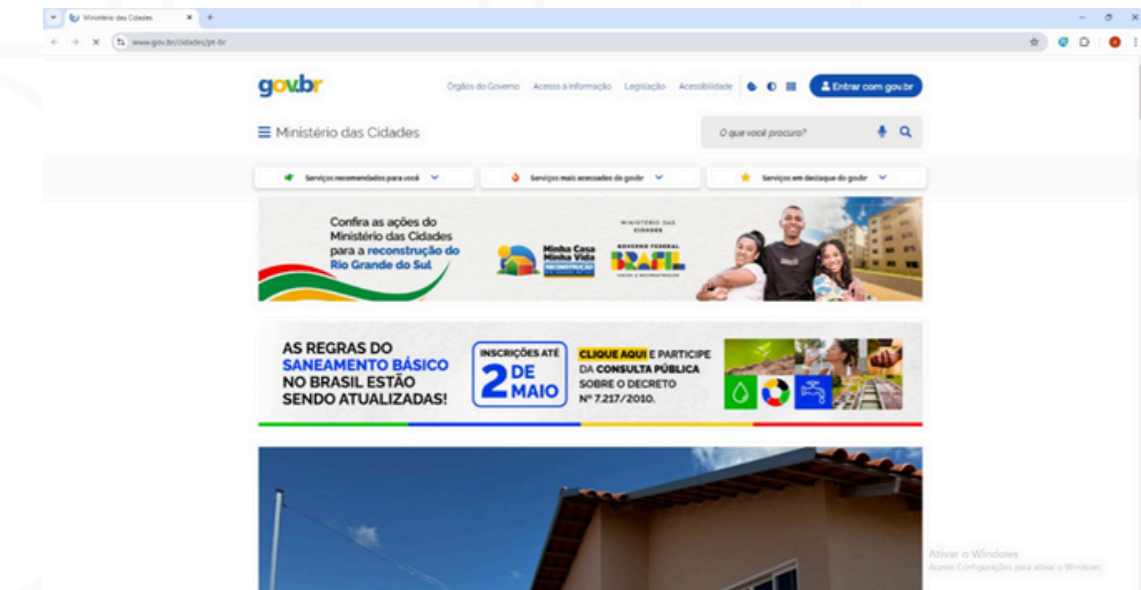 Ministério das Cidades
www.gov.br/cidades/pt-br
gov.br
Órgãos do Governo Acesso à Informação Legislação Acessibilidade
Entrar com gov.br
Ministério das Cidades
O que você procura?
Serviços recomendados para você
Serviços mais acessados do govbr
Serviços em destaque do govbr
Confira as ações do
Ministério das Cidades
para a reconstrução do
Rio Grande do Sul
Minha Casa
Minha Vida
RECONSTRUÇÃO
MINISTÉRIO DAS
CIDADES
GOVERNO FEDERAL
BRASIL
UNIÃO E RECONSTRUÇÃO
AS REGRAS DO
SANEAMENTO BÁSICO
NO BRASIL ESTÃO
SENDO ATUALIZADAS!
INSCRIÇÕES ATÉ
2 DE
MAIO
CLIQUE AQUI E PARTICIPE
DA CONSULTA PÚBLICA
SOBRE O DECRETO
Nº 7.217/2010.
Ativar o Windows
Acesse Configurações para ativar o Windows.